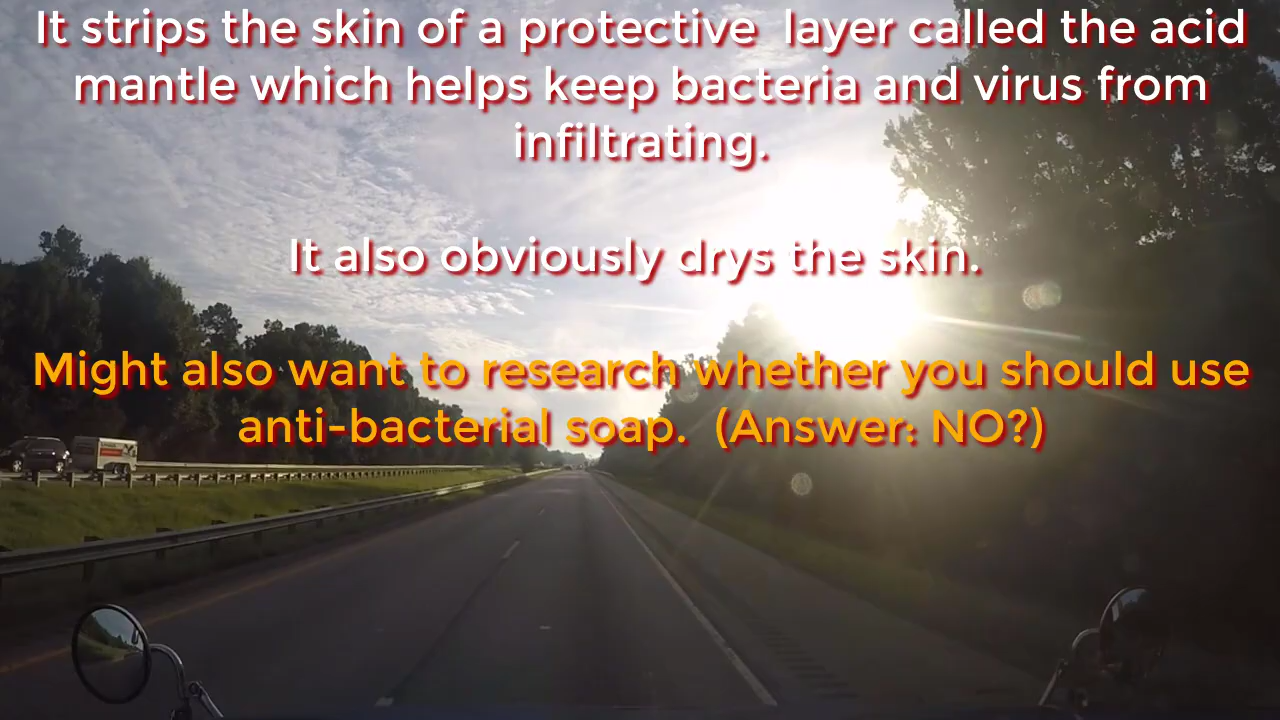 It strips the skin of a protective  layer called the acid
mantle which helps keep bacteria and virus from
infiltrating.
It also obviously drys the skin.
Might also want to research whether you should use
anti-bacterial soap.  (Answer: NO?)